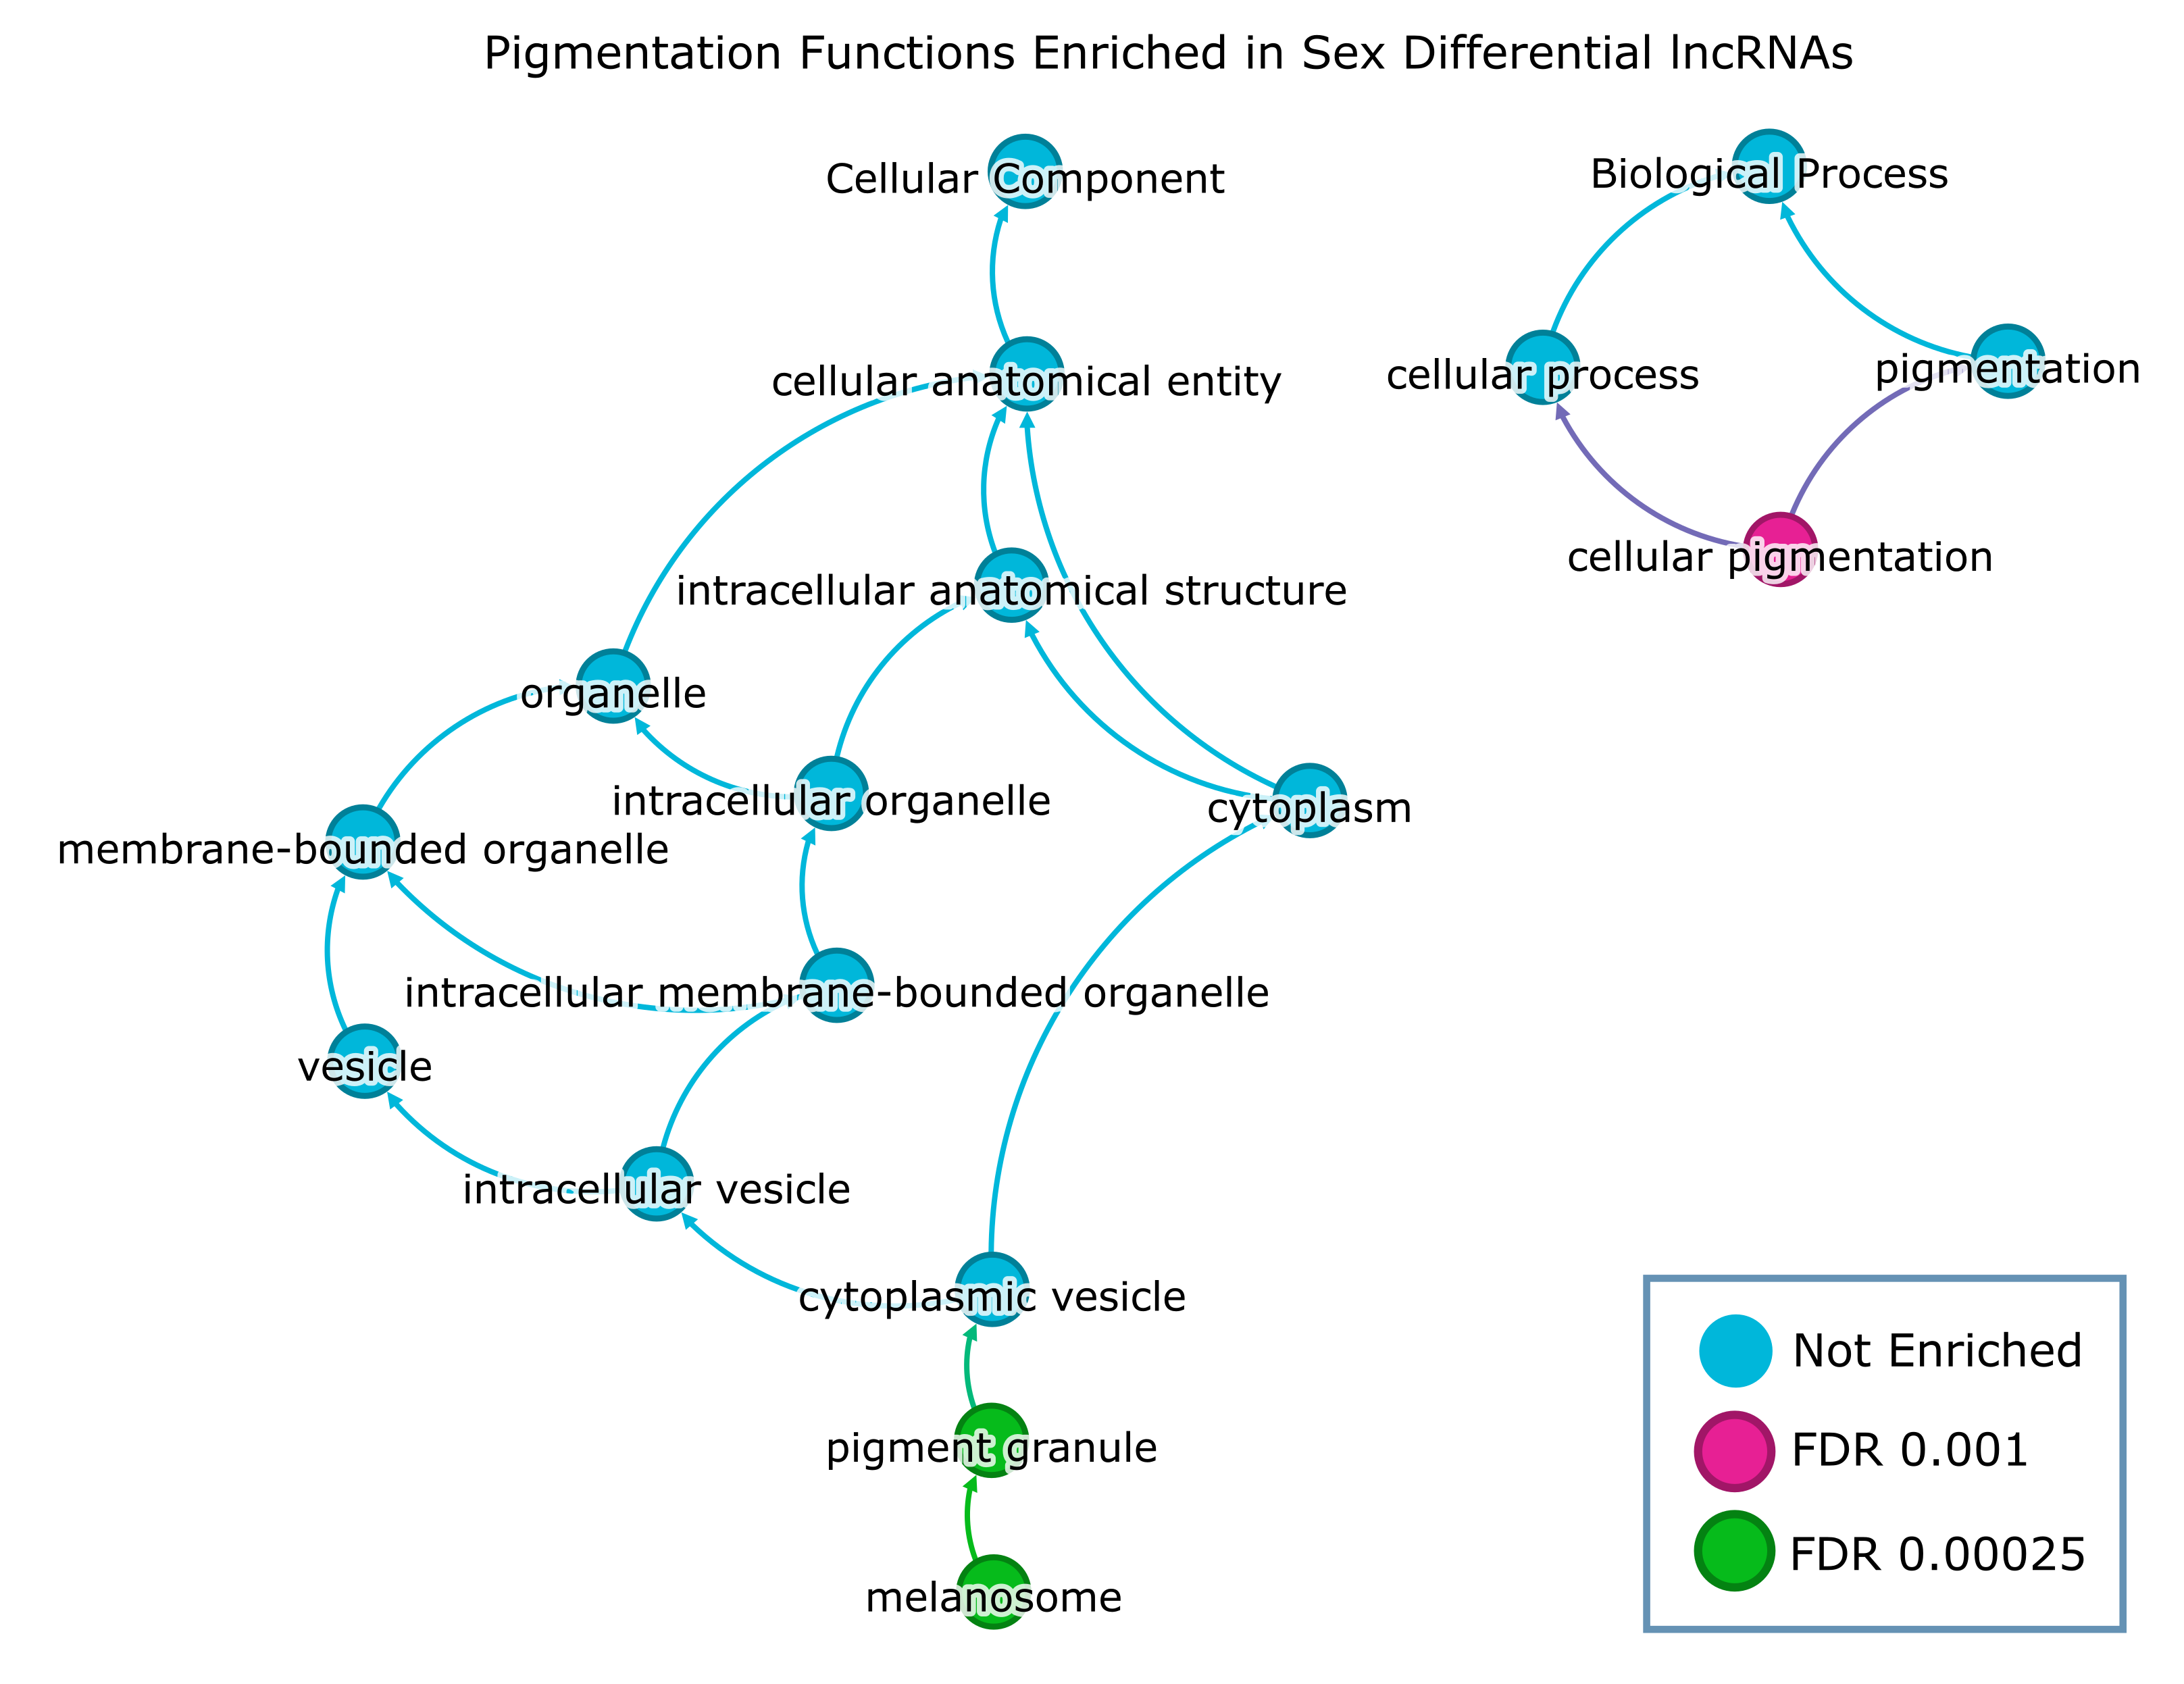 Pigmentation Functions Enriched in Sex Differential lncRNAs
Cellular Component
Biological Process
cellular anatomical entity
cellular process
pigmentation
cellular pigmentation
intracellular anatomical structure
organelle
intracellular organelle
cytoplasm
membrane-bounded organelle
intracellular membrane-bounded organelle
vesicle
intracellular vesicle
cytoplasmic vesicle
pigment granule
melanosome
Not Enriched
FDR 0.001
FDR 0.00025